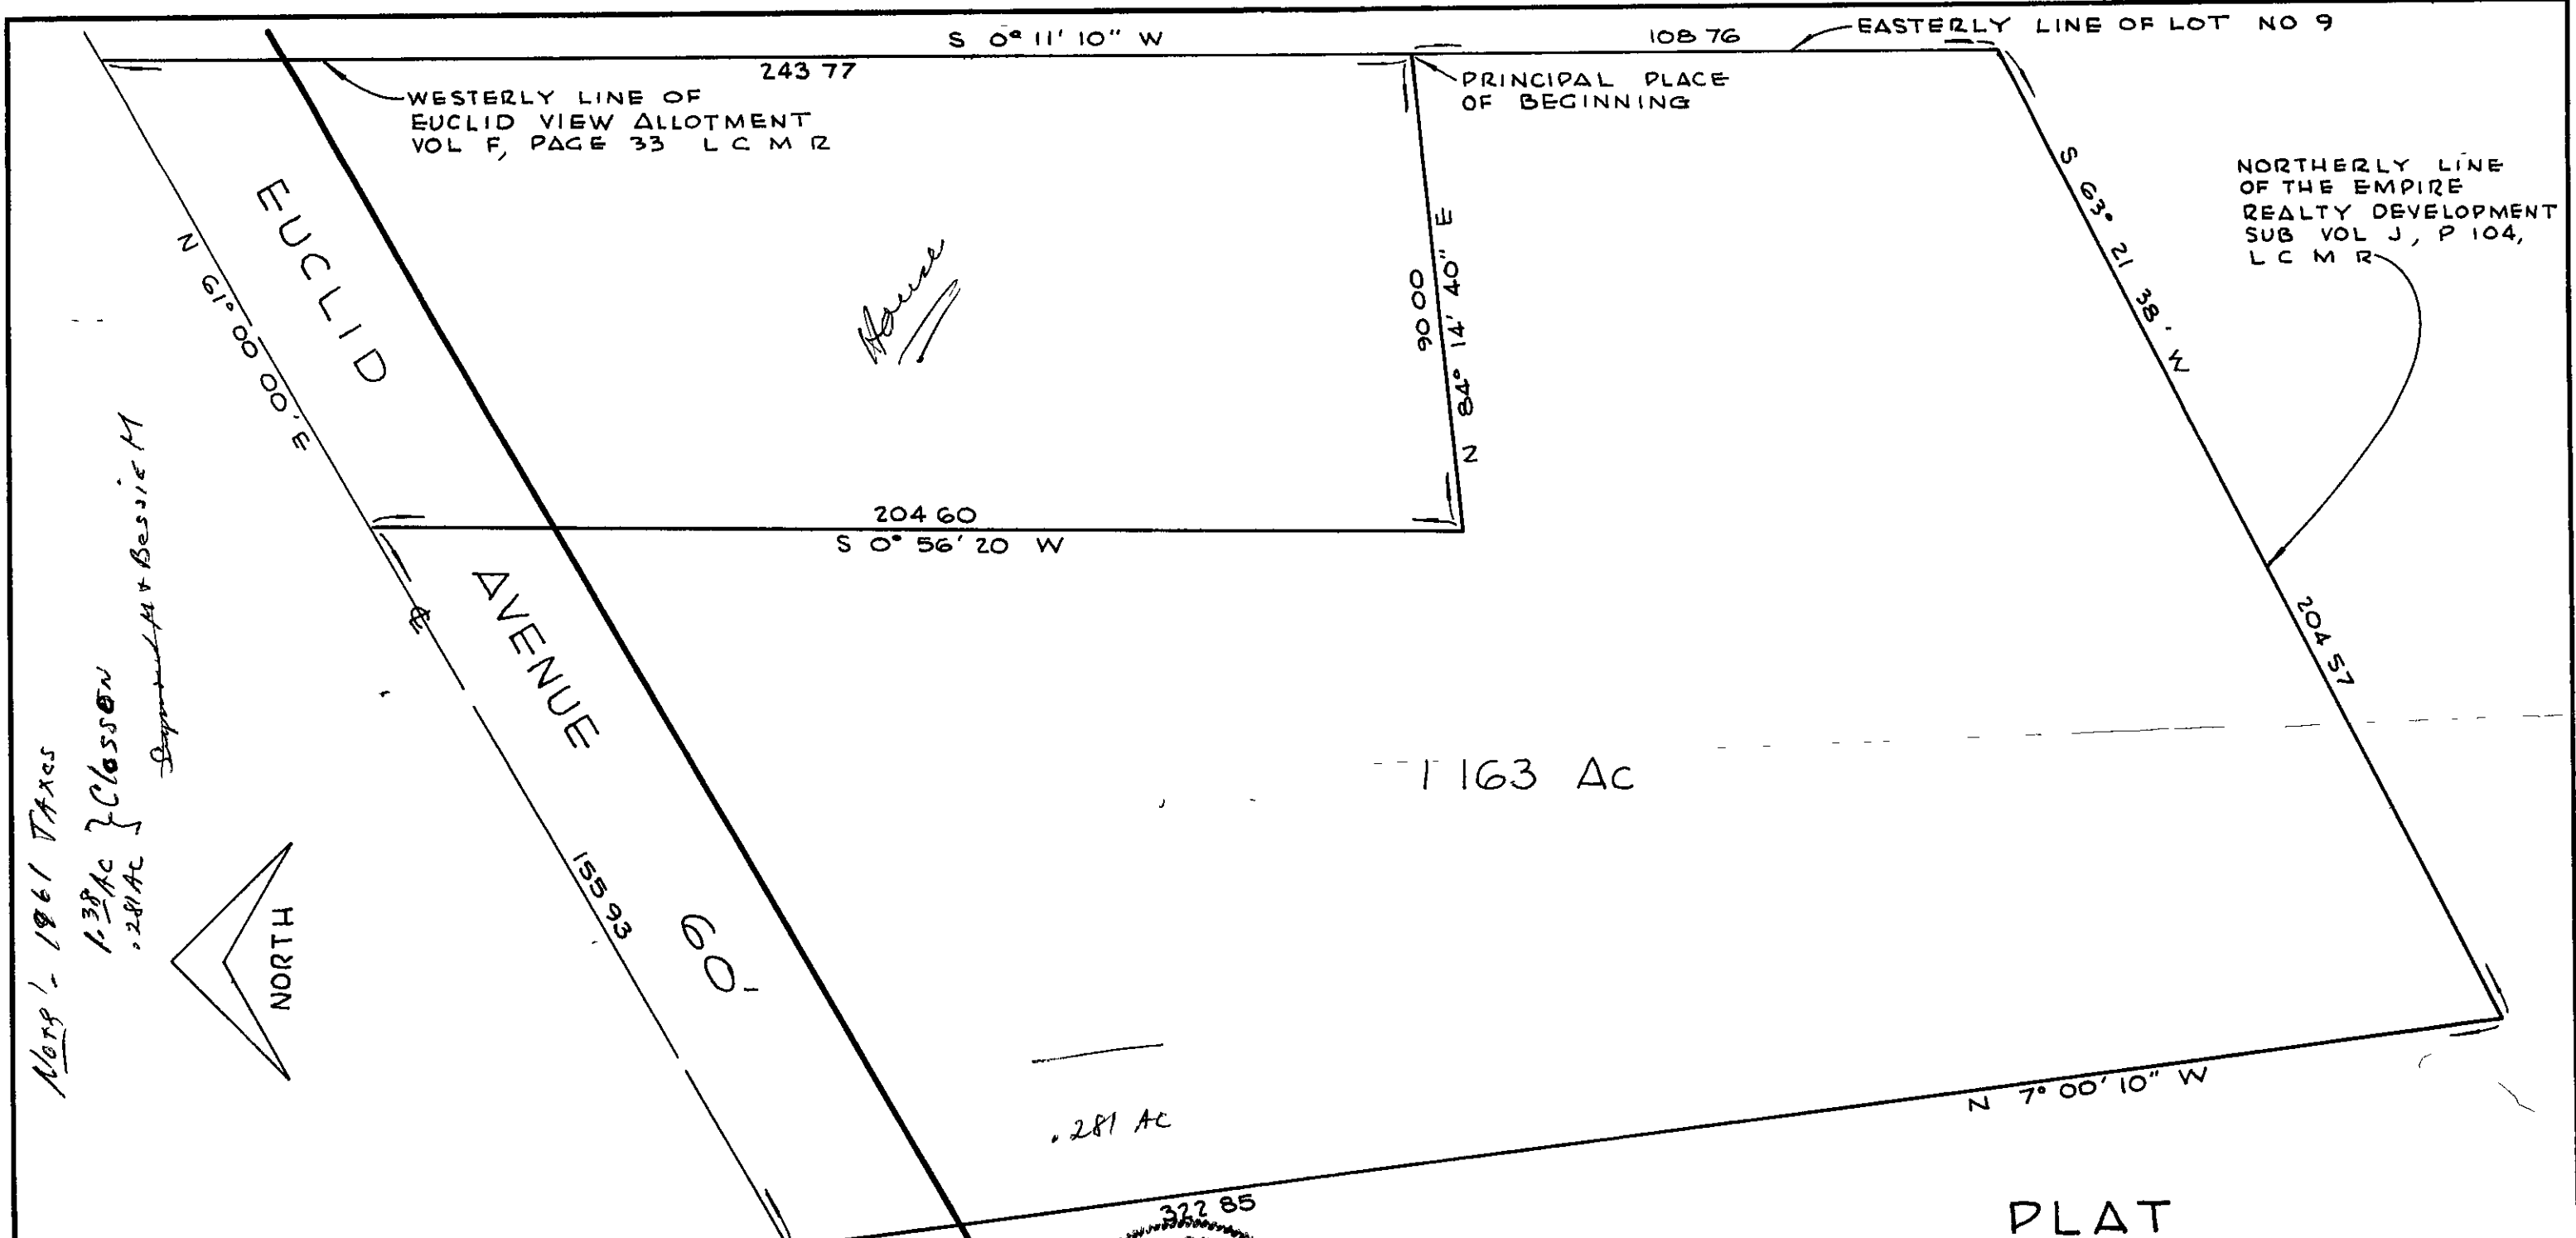 S 0° 11' 10" W
108 76
EASTERLY LINE OF LOT NO 9
243 77
PRINCIPAL PLACE
OF BEGINNING
WESTERLY LINE OF
EUCLID VIEW ALLOTMENT
VOL F, PAGE 33 L C M R
NORTHERLY LINE
OF THE EMPIRE
REALTY DEVELOPMENT
SUB VOL J, P 104,
L C M R
S 63° 21 38' W
204 57
N 61° 00 00' E
EUCLID
AVENUE
60'
House
90 00
N 84° 14' 40" E
204 60
S 0° 56' 20 W
155 93
1 163 Ac
Note:- 1961 Taxes
1.38 Ac } Closson
.281 Ac
M & Bessie M
NORTH
.281 Ac
N 7° 00' 10" W
322 85
PLAT